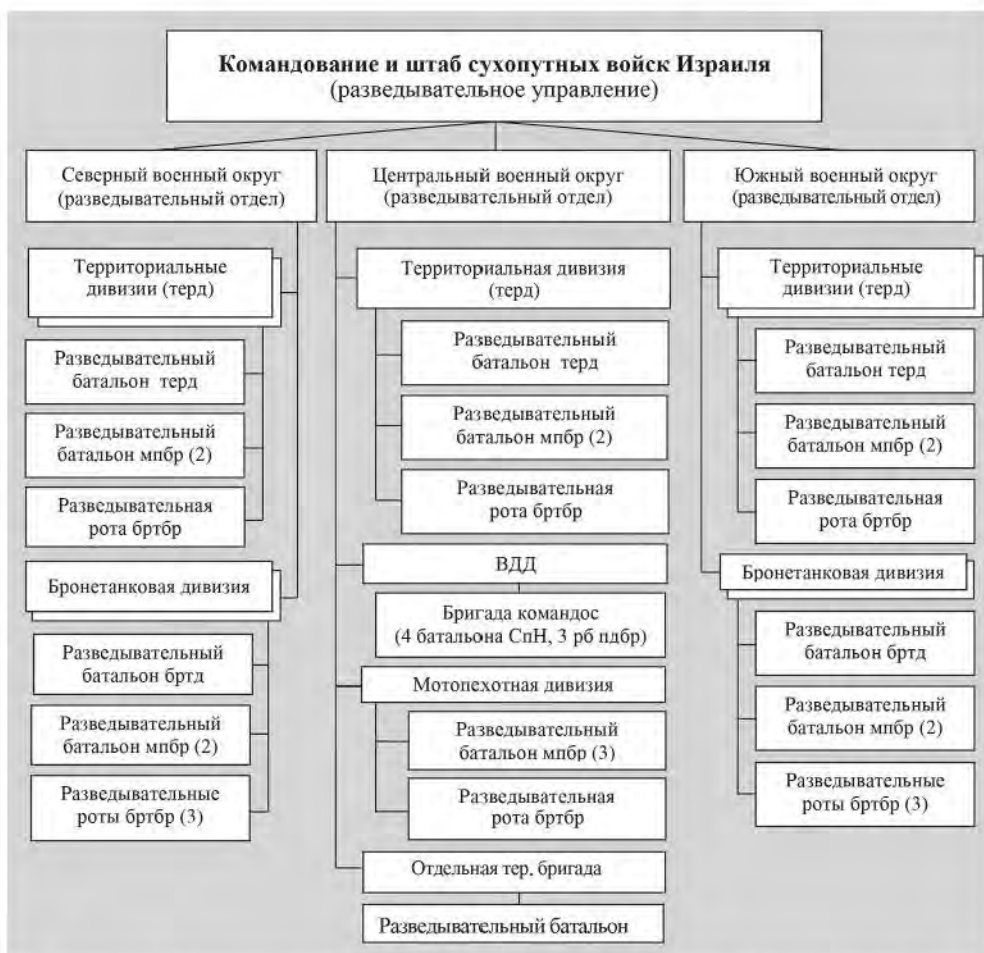 Командование и штаб сухопутных войск Израиля
(разведывательное управление)
Северный военный округ
(разведывательный отдел)
Территориальные
дивизии (терд)
Разведывательный
батальон терд
Разведывательный
батальон мпбр (2)
Разведывательная
рота бртбр
Бронетанковая дивизия
Разведывательный
батальон бртд
Разведывательный
батальон мпбр (2)
Разведывательные
роты бртбр (3)
Центральный военный округ
(разведывательный отдел)
Территориальная дивизия
(терд)
Разведывательный
батальон терд
Разведывательный
батальон мпбр (2)
Разведывательная
рота бртбр
ВДД
Бригада командос
(4 батальона СпН, 3 рб пдбр)
Мотопехотная дивизия
Разведывательный
батальон мпбр (3)
Разведывательная
рота бртбр
Отдельная тер. бригада
Разведывательный батальон
Южный военный округ
(разведывательный отдел)
Территориальные
дивизии (терд)
Разведывательный
батальон терд
Разведывательный
батальон мпбр (2)
Разведывательная
рота бртбр
Бронетанковая дивизия
Разведывательный
батальон бртд
Разведывательный
батальон мпбр (2)
Разведывательные
роты бртбр (3)